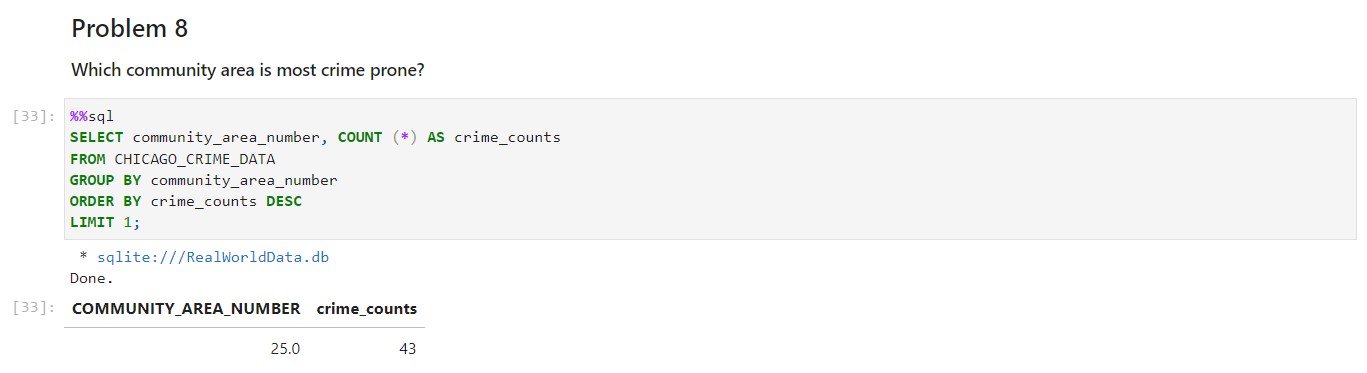 Problem 8
Which community area is most crime prone?
[33]: %%sql
SELECT community_area_number, COUNT (*) AS crime_counts
FROM CHICAGO_CRIME_DATA
GROUP BY community_area_number
ORDER BY crime_counts DESC
LIMIT 1;
* sqlite:///RealWorldData.db
Done.
[33]: COMMUNITY_AREA_NUMBER crime_counts
25.0 43